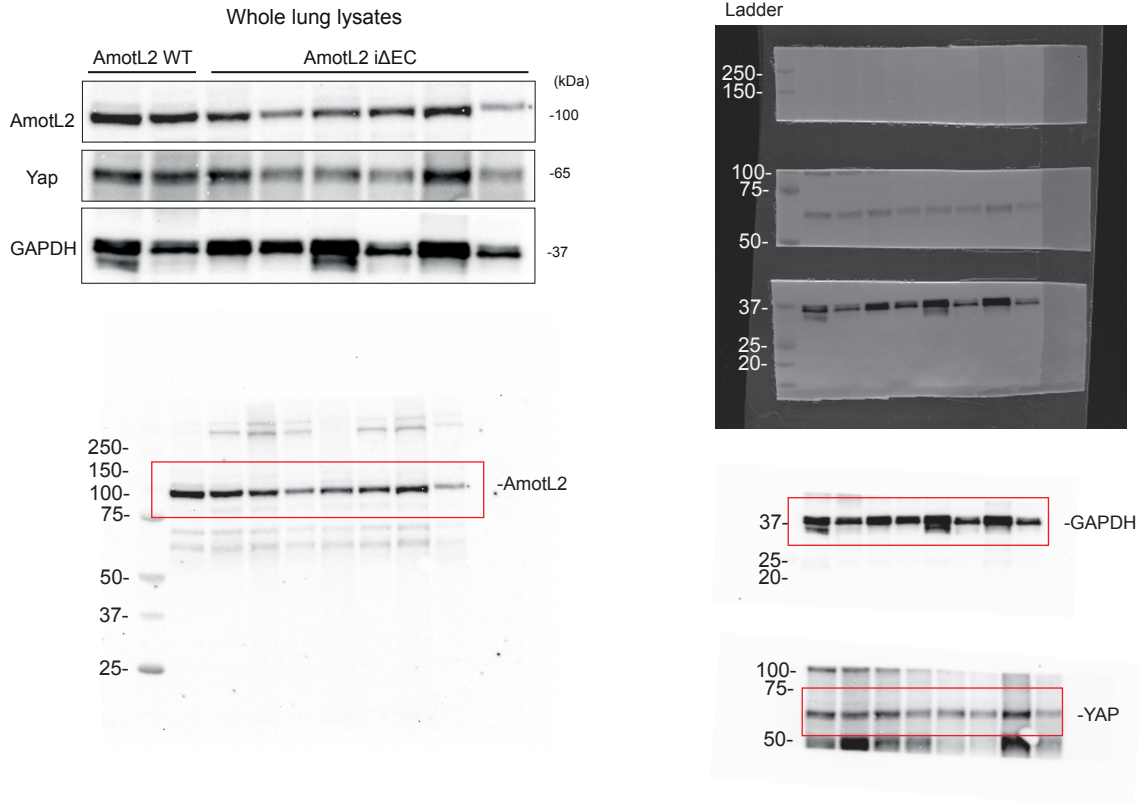 Whole lung lysates
AmotL2 WT
AmotL2 iΔEC
(kDa)
AmotL2
-100
Yap
-65
GAPDH
-37
250-
150-
100-
75-
50-
37-
25-
-AmotL2
Ladder
250-
150-
100-
75-
50-
37-
25-
20-
37-
25-
20-
-GAPDH
100-
75-
50-
-YAP